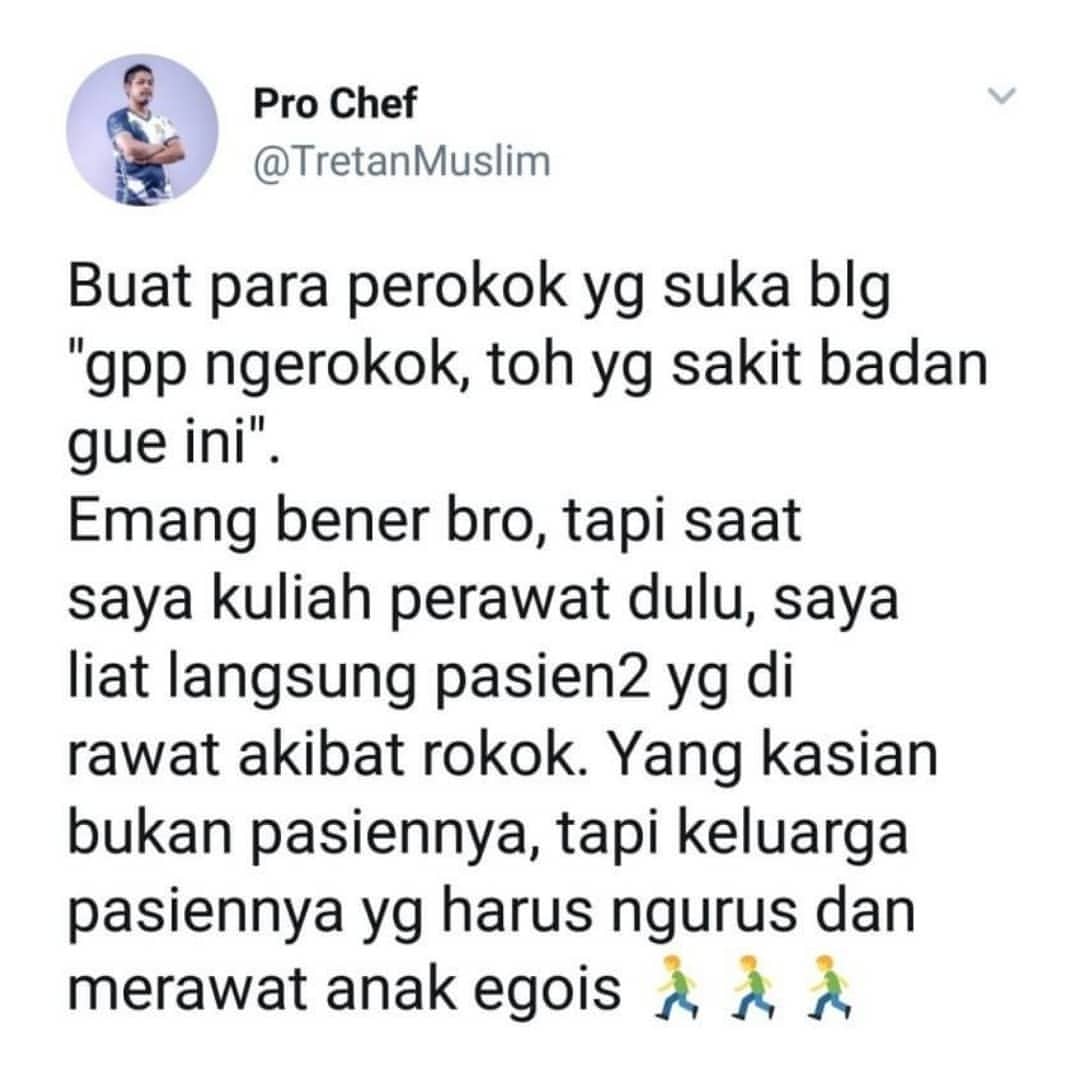 Pro Chef
@TretanMuslim
Buat para perokok yg suka blg
"gpp ngerokok, toh yg sakit badan
gue ini".
Emang bener bro, tapi saat
saya kuliah perawat dulu, saya
liat langsung pasien2 yg di
rawat akibat rokok. Yang kasian
bukan pasiennya, tapi keluarga
pasiennya yg harus ngurus dan
merawat anak egois 🏃🏃🏃